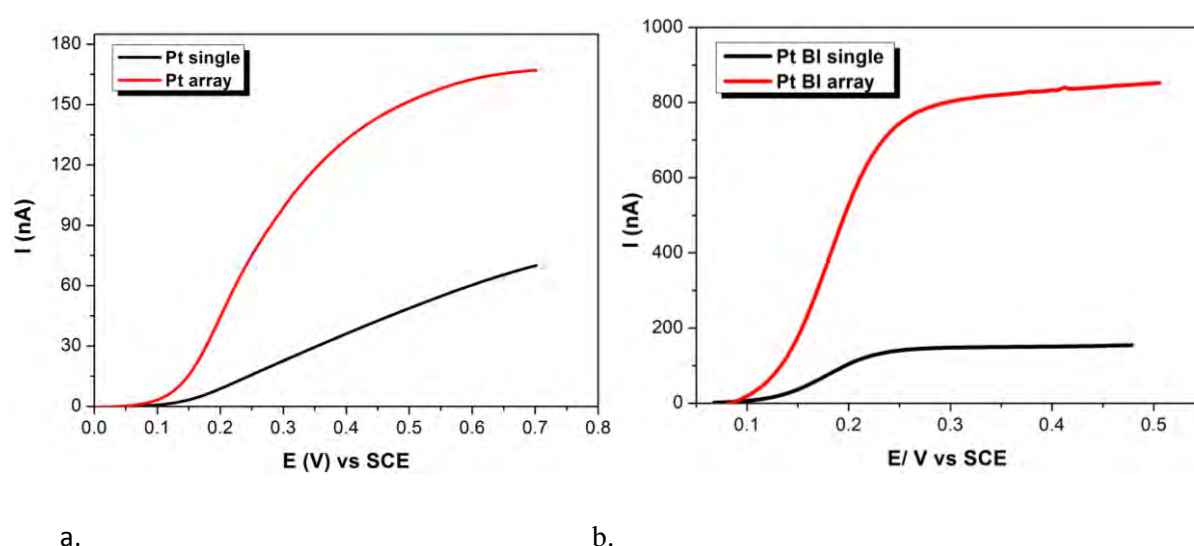 Pt single
Pt array
180
150
120
90
60
30
0
I (nA)
0.0 0.1 0.2 0.3 0.4 0.5 0.6 0.7 0.8
E (V) vs SCE
a.
Pt Bl single
Pt Bl array
1000
800
600
400
200
0
I (nA)
0.1 0.2 0.3 0.4 0.5
E/ V vs SCE
b.